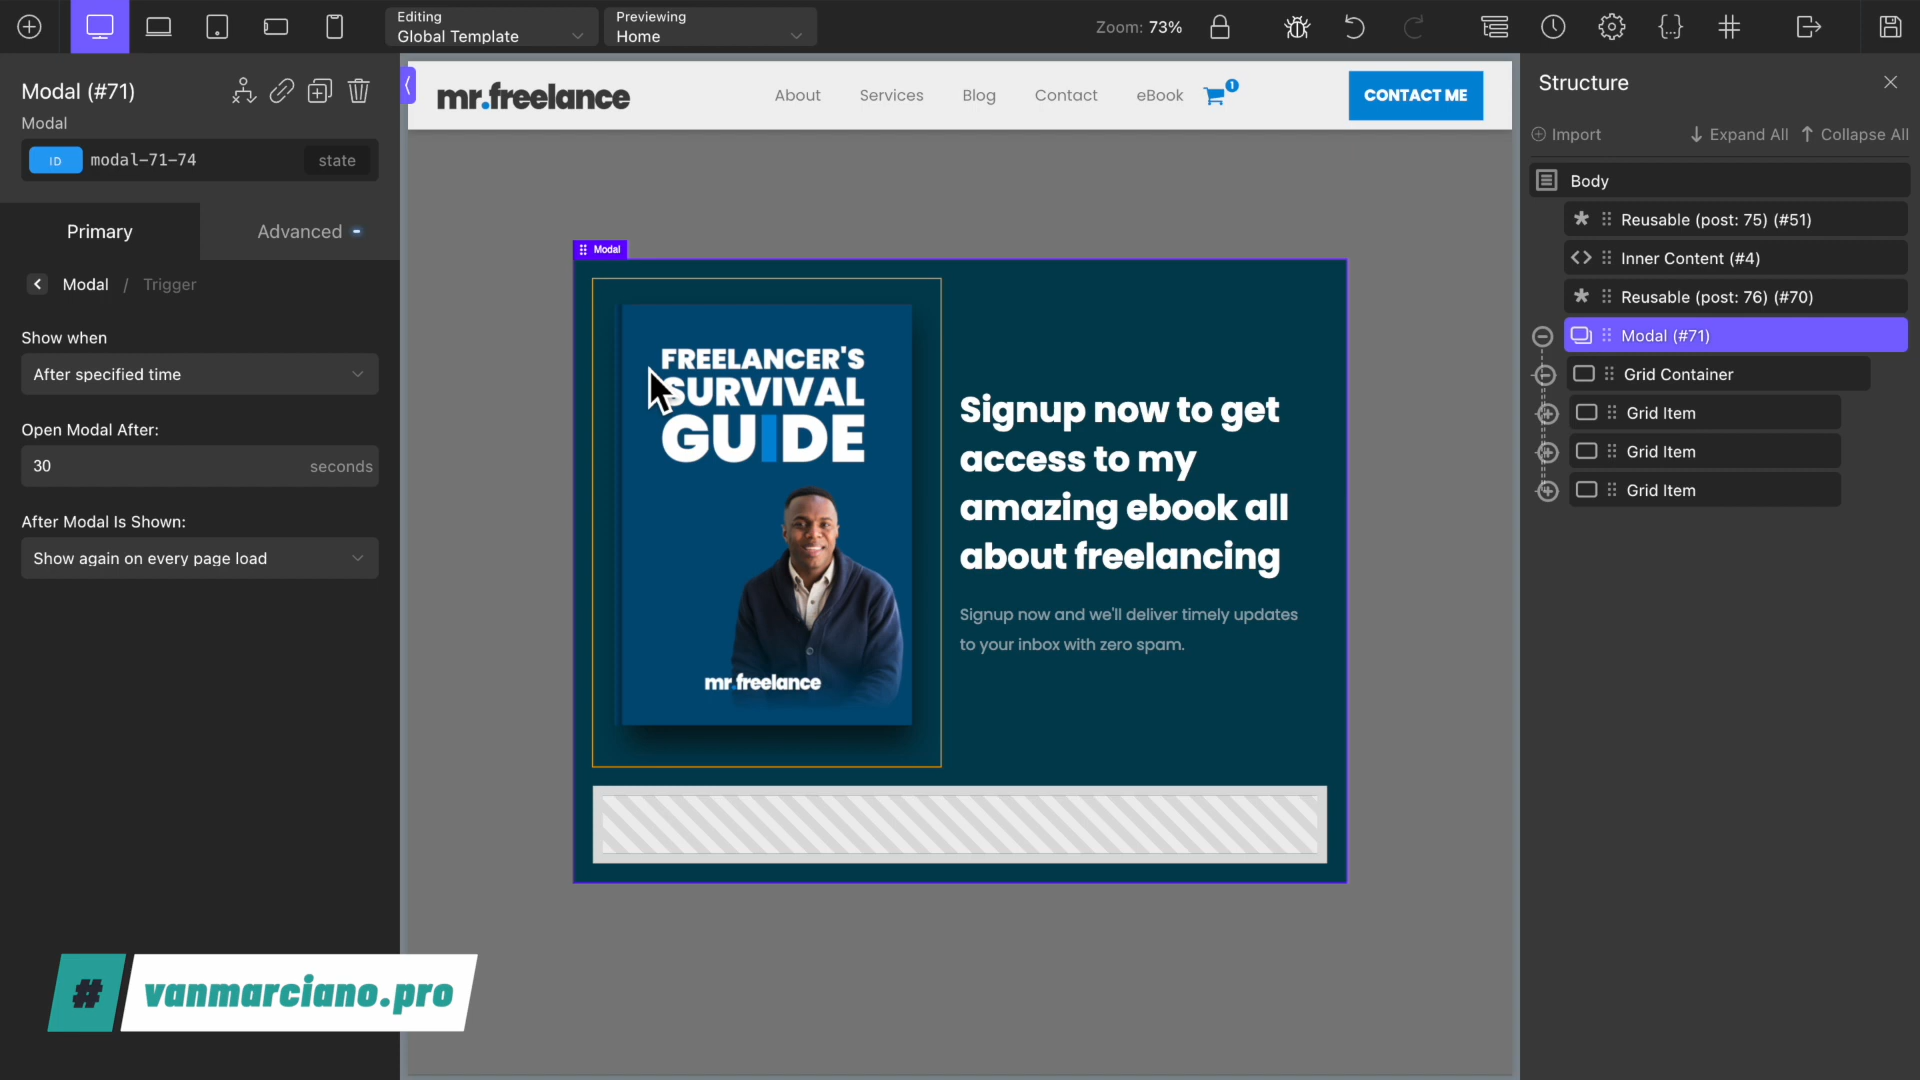 Editing
Global Template
Previewing
Home
Zoom: 73%
Modal (#71)
Modal
ID modal-71-74 state
Primary
Advanced
Modal / Trigger
Show when
After specified time
Open Modal After:
30 seconds
After Modal Is Shown:
Show again on every page load
mr.freelance
About Services Blog Contact eBook 1
CONTACT ME
Modal
FREELANCER'S
SURVIVAL
GUIDE
mr.freelance
Signup now to get
access to my
amazing ebook all
about freelancing
Signup now and we'll deliver timely updates
to your inbox with zero spam.
Structure
Import Expand All Collapse All
Body
Reusable (post: 75) (#51)
Inner Content (#4)
Reusable (post: 76) (#70)
Modal (#71)
Grid Container
Grid Item
Grid Item
Grid Item
# vanmarciano.pro